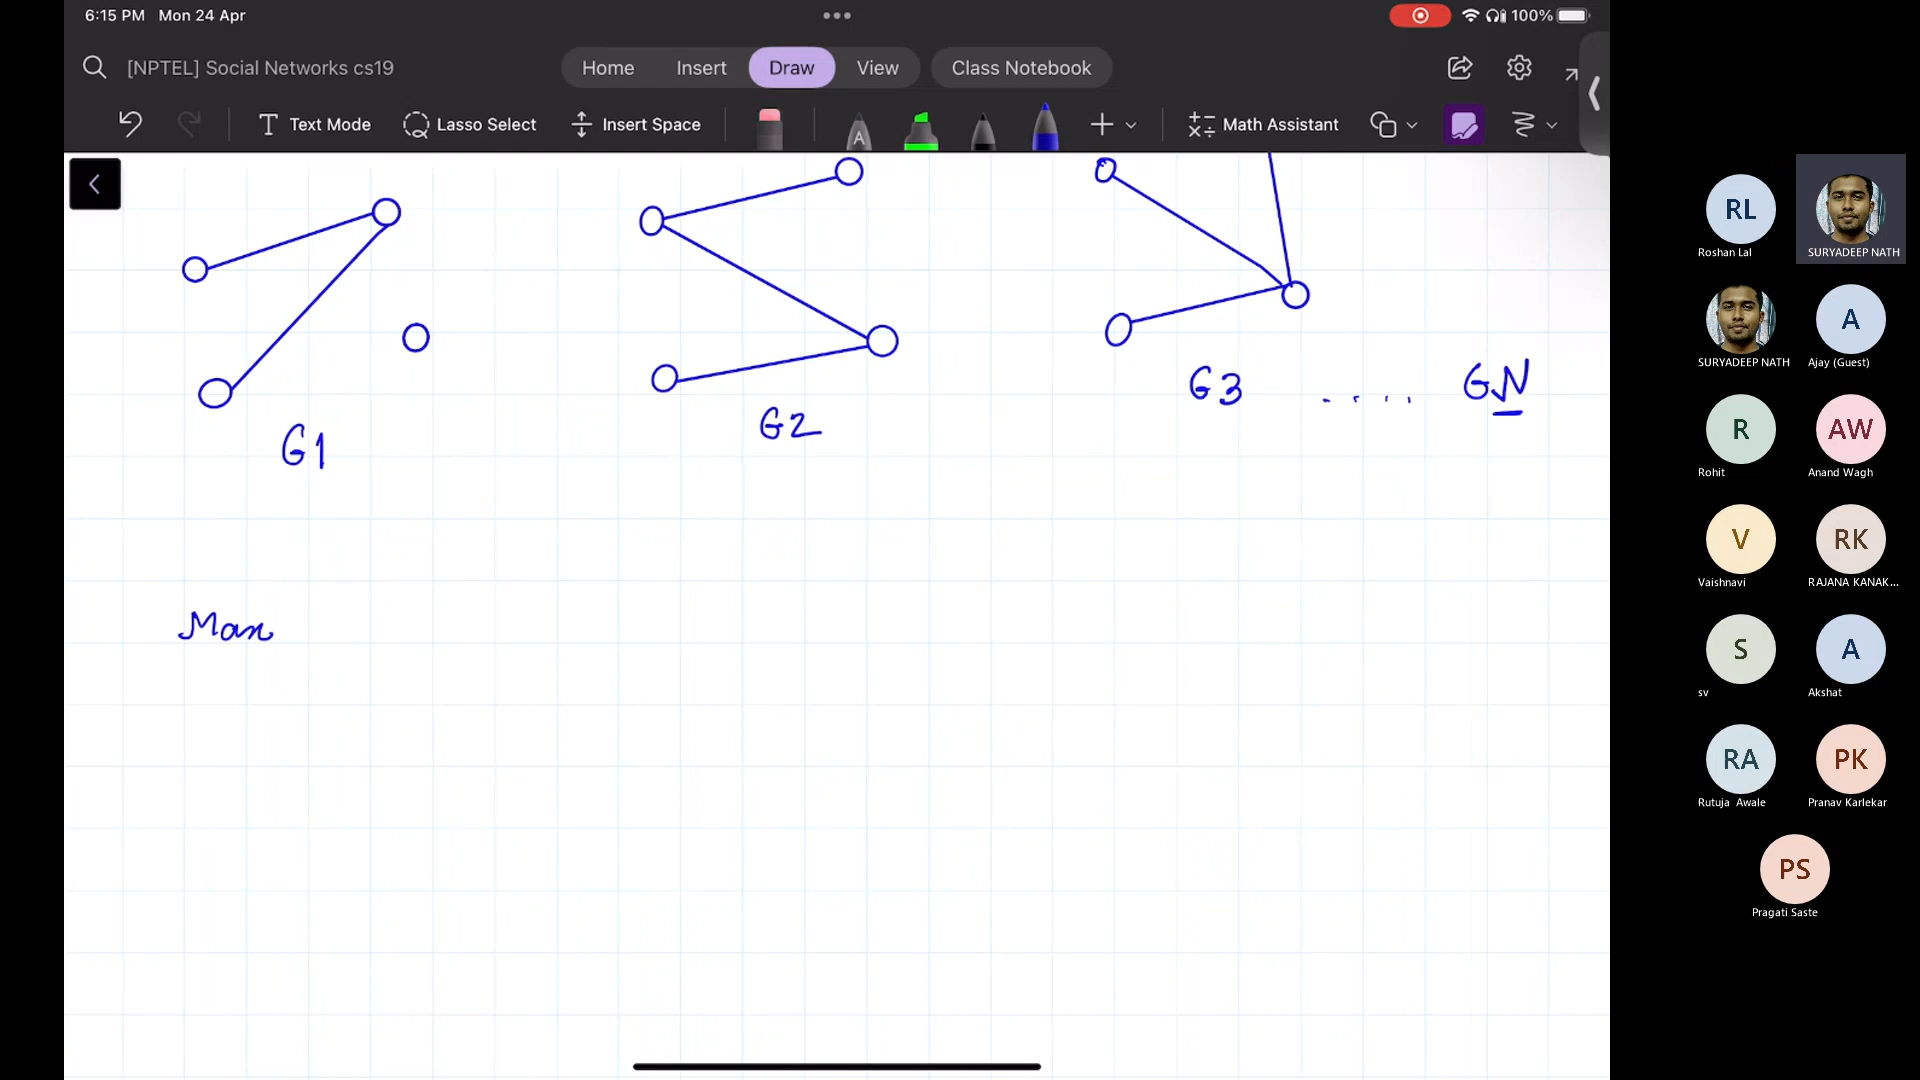 6:15 PM Mon 24 Apr
100%
[NPTEL] Social Networks cs19
Home Insert Draw View Class Notebook
Text Mode Lasso Select Insert Space A Math Assistant
G1
G2
G3 ..... GN
Max
RL
Roshan Lal
SURYADEEP NATH
SURYADEEP NATH
A
Ajay (Guest)
R
Rohit
AW
Anand Wagh
V
Vaishnavi
RK
RAJANA KANAK...
S
sv
A
Akshat
RA
Rutuja Awale
PK
Pranav Karlekar
PS
Pragati Saste